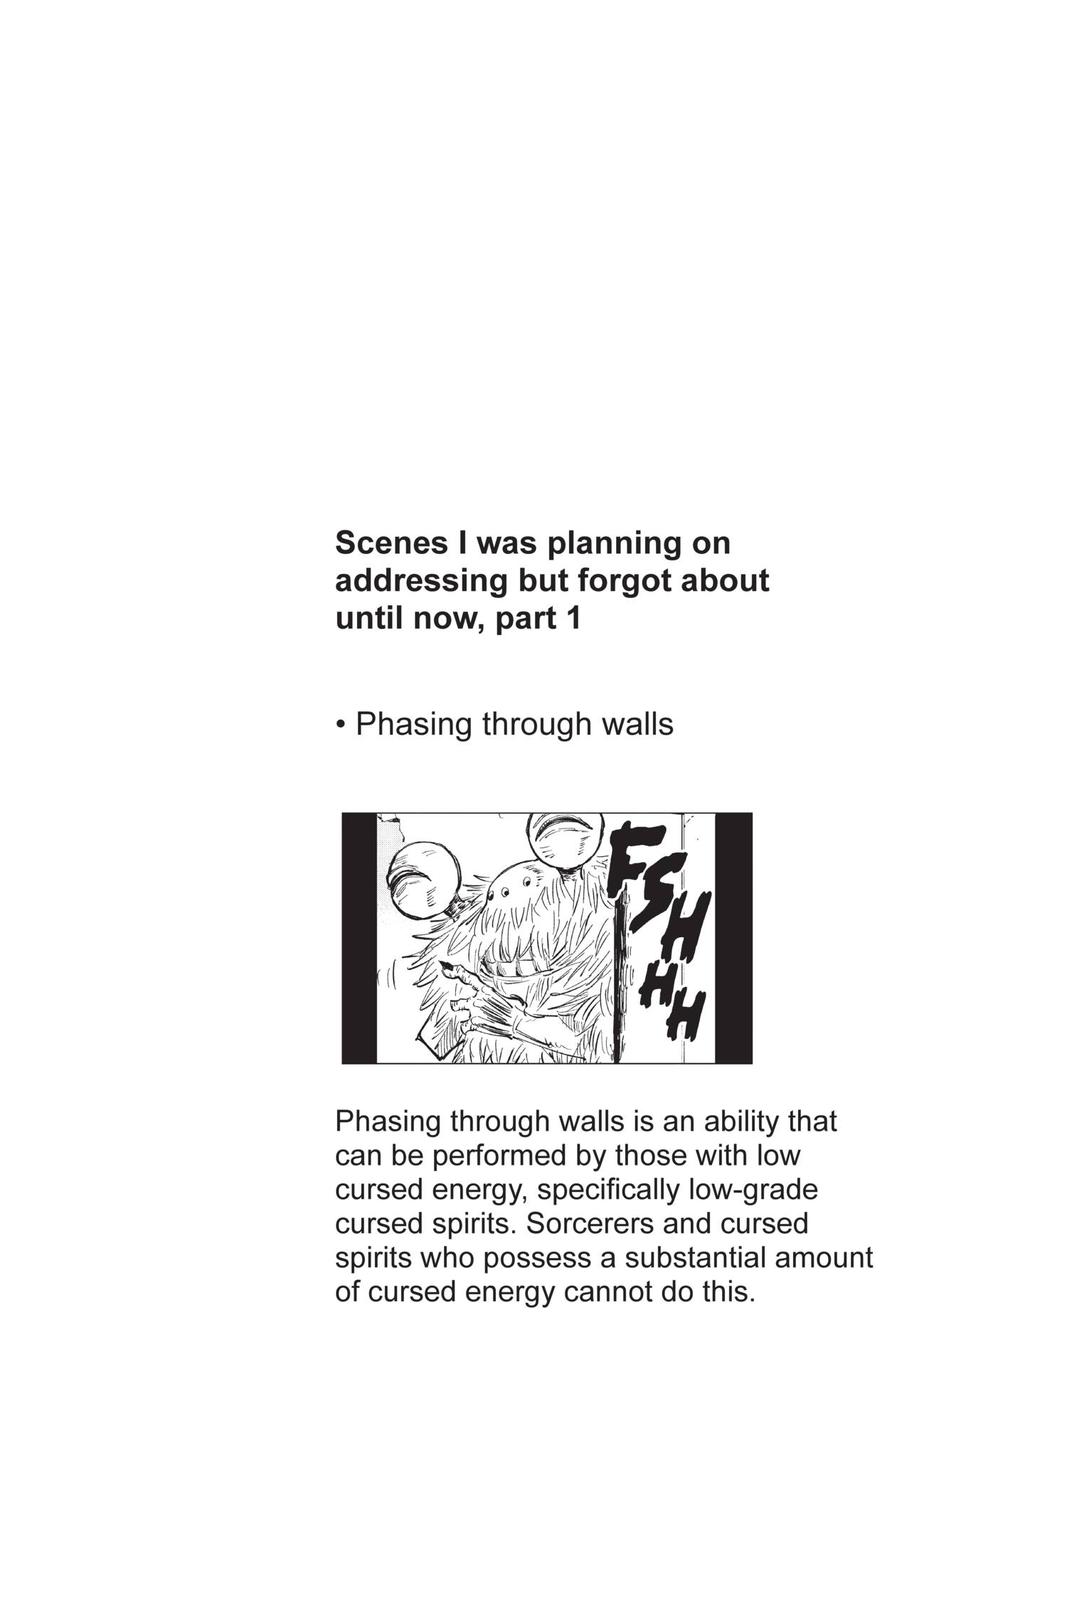 Scenes I was planning on
addressing but forgot about
until now, part 1
• Phasing through walls
FSHHH
Phasing through walls is an ability that
can be performed by those with low
cursed energy, specifically low-grade
cursed spirits. Sorcerers and cursed
spirits who possess a substantial amount
of cursed energy cannot do this.